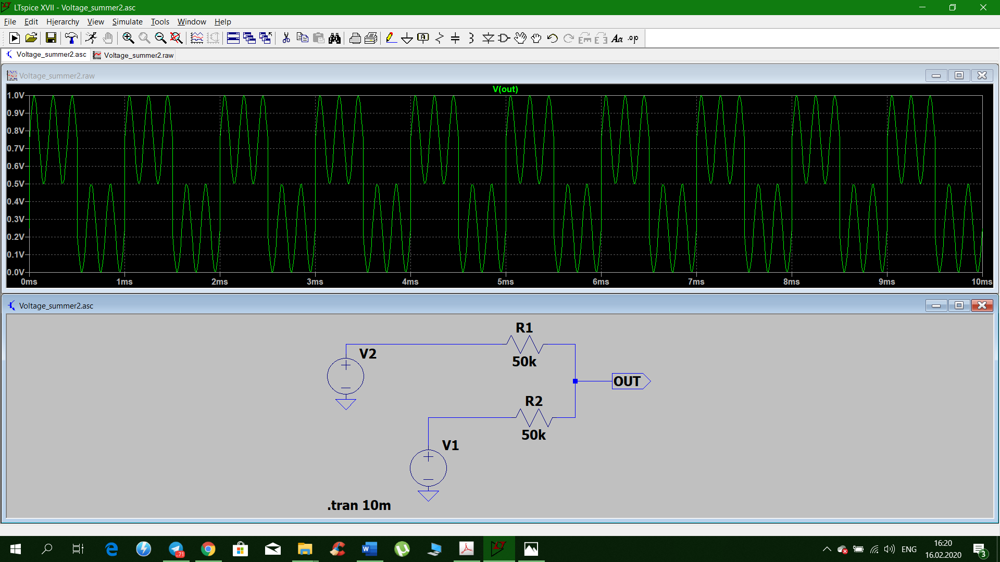 LTspice XVII - Voltage_summer2.asc
File Edit Hierarchy View Simulate Tools Window Help
Voltage_summer2.asc Voltage_summer2.raw
Voltage_summer2.raw
V(out)
1.0V
0.9V
0.8V
0.7V
0.6V
0.5V
0.4V
0.3V
0.2V
0.1V
0.0V
0ms 1ms 2ms 3ms 4ms 5ms 6ms 7ms 8ms 9ms 10ms
Voltage_summer2.asc
R1
V2
50k
OUT
R2
50k
V1
.tran 10m
16:20
ENG
16.02.2020
3